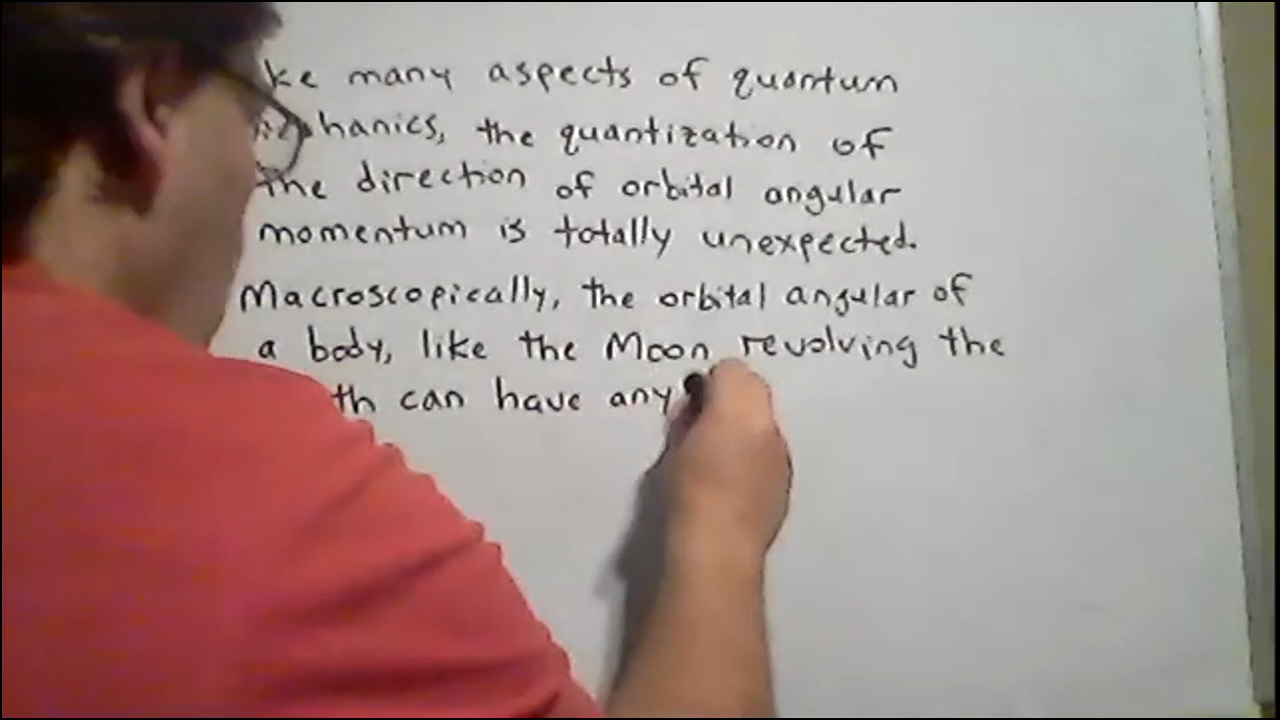 ke many aspects of quantum
hanics, the quantization of
the direction of orbital angular
momentum is totally unexpected.
Macroscopically, the orbital angular of
a body, like the Moon revolving the
th can have any